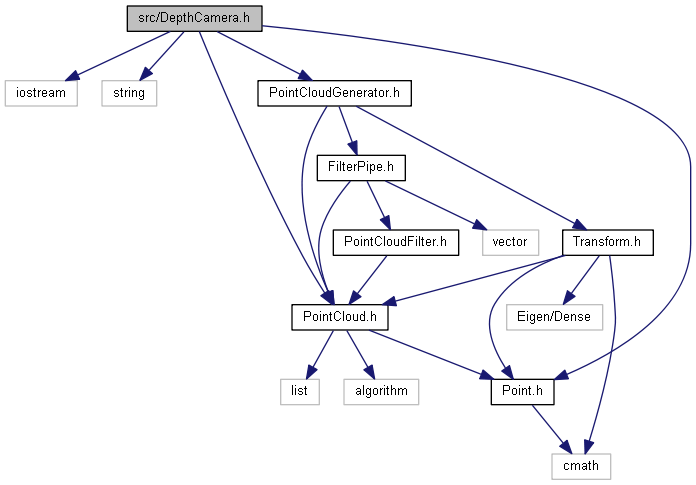 src/DepthCamera.h
iostream
string
PointCloudGenerator.h
FilterPipe.h
PointCloudFilter.h
vector
Transform.h
PointCloud.h
Eigen/Dense
list
algorithm
Point.h
cmath